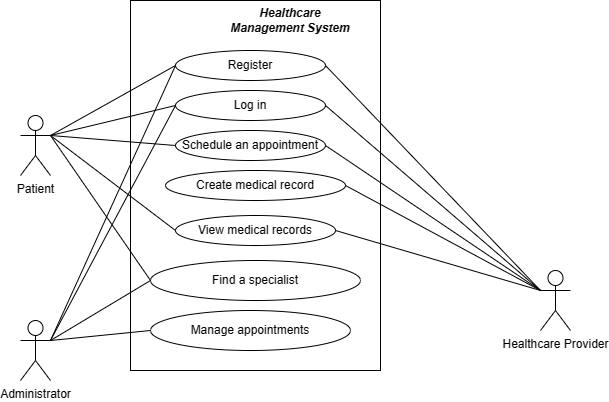 Healthcare
Management System
Register
Log in
Schedule an appointment
Create medical record
Patient
View medical records
Find a specialist
Manage appointments
Healthcare Provider
Administrator